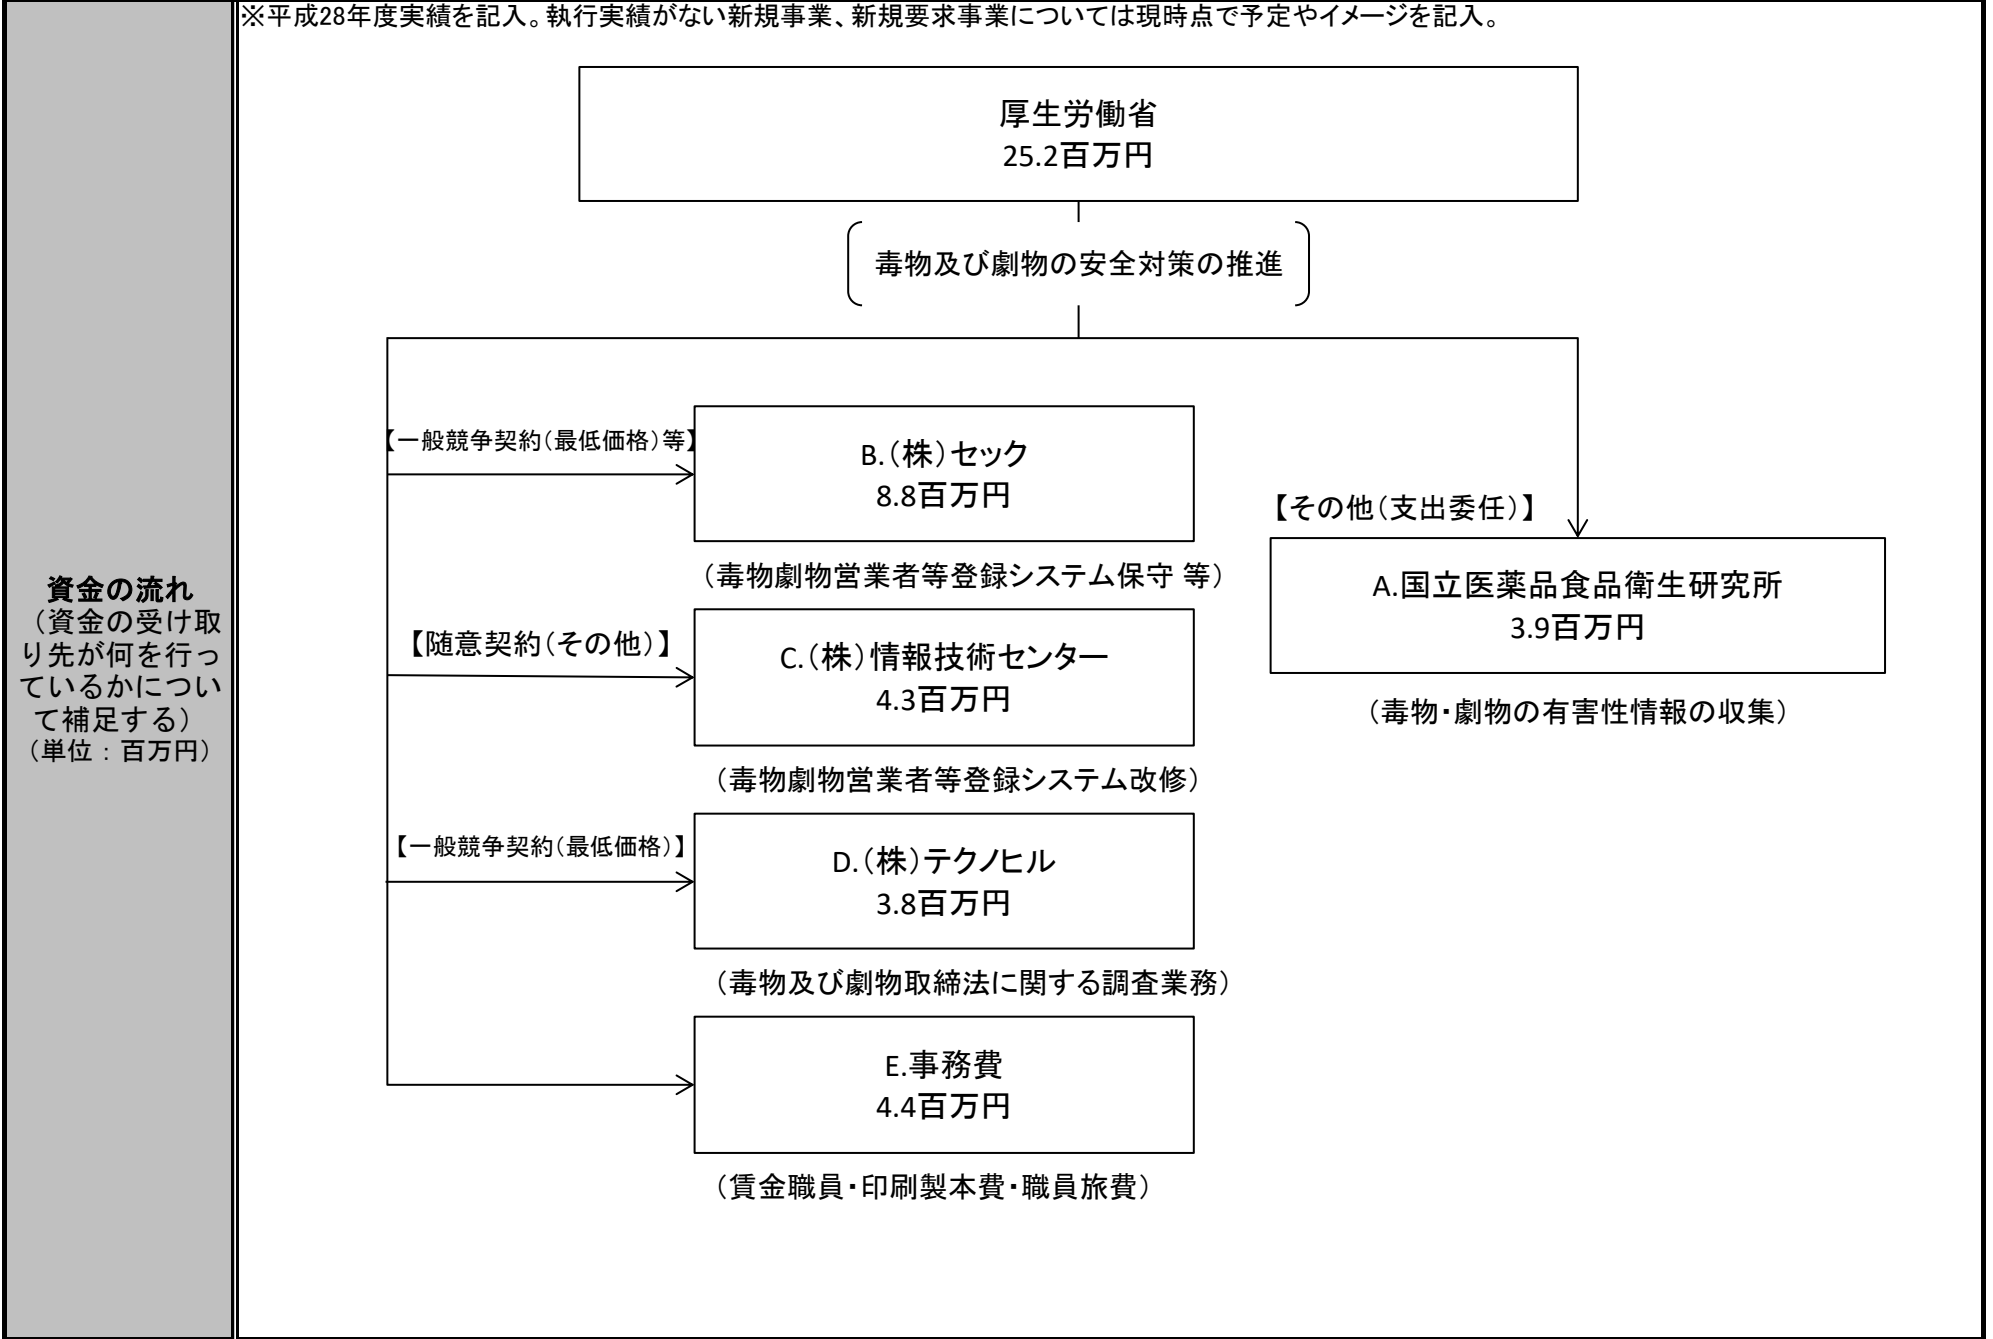 ※平成28年度実績を記入。執行実績がない新規事業、新規要求事業については現時点で予定やイメージを記入。
資金の流れ
（資金の受け取
り先が何を行っ
ているかについ
て補足する）
（単位：百万円）
厚生労働省
25.2百万円
毒物及び劇物の安全対策の推進
【一般競争契約（最低価格）等】
B.（株）セック
8.8百万円
（毒物劇物営業者等登録システム保守 等）
【その他（支出委任）】
A.国立医薬品食品衛生研究所
3.9百万円
（毒物・劇物の有害性情報の収集）
【随意契約（その他）】
C.（株）情報技術センター
4.3百万円
（毒物劇物営業者等登録システム改修）
【一般競争契約（最低価格）】
D.（株）テクノヒル
3.8百万円
（毒物及び劇物取締法に関する調査業務）
E.事務費
4.4百万円
（賃金職員・印刷製本費・職員旅費）